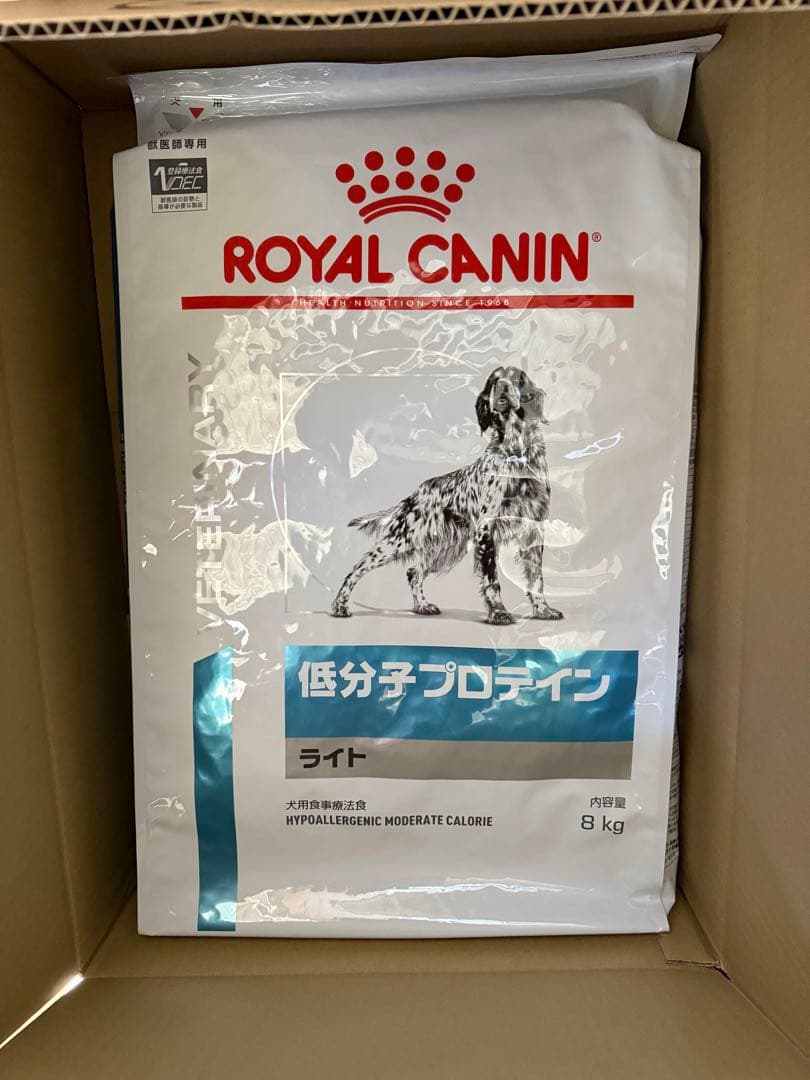 犬 用
獣医師専用
登録療法食
VDEC
獣医師の診察と
指導が必要な製品
ROYAL CANIN®
HEALTH NUTRITION SINCE 1968
VETERINARY
低分子プロテイン
ライト
犬用食事療法食
HYPOALLERGENIC MODERATE CALORIE
内容量
8 kg